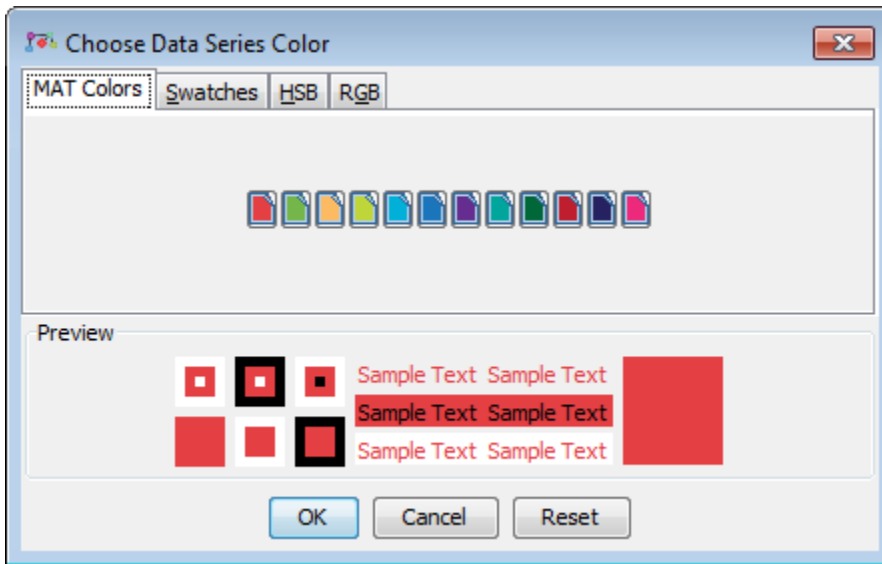 Choose Data Series Color
MAT Colors Swatches HSB RGB
Preview
Sample Text Sample Text
Sample Text Sample Text
Sample Text Sample Text
OK Cancel Reset